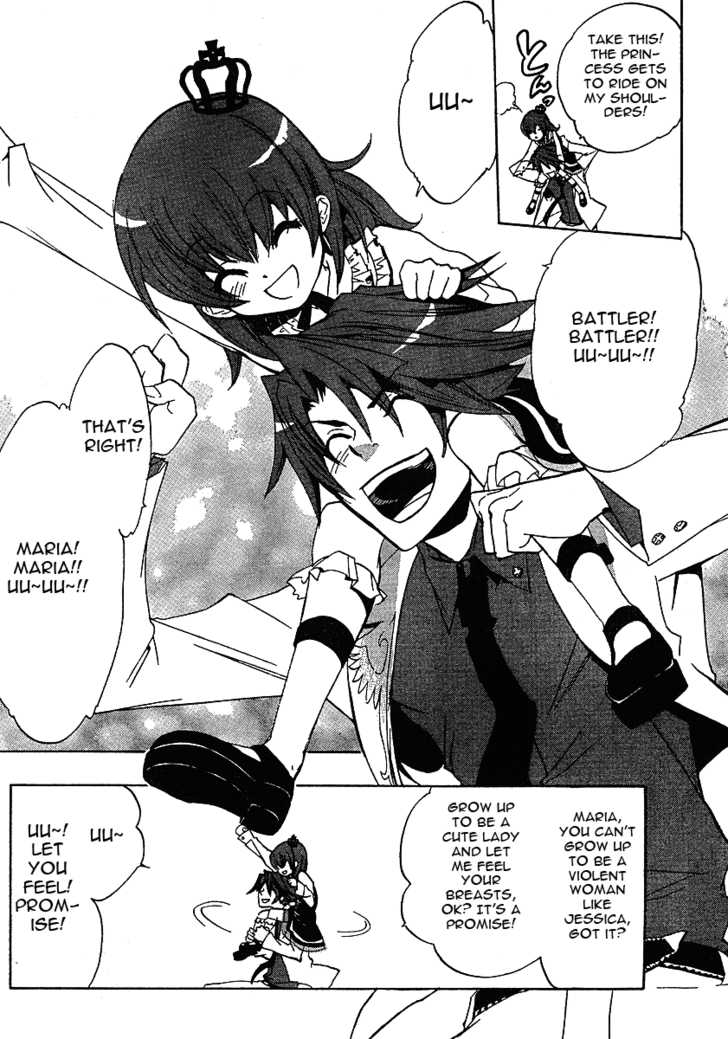 TAKE THIS!
THE PRIN-
CESS GETS
TO RIDE ON
MY SHOUL-
DERS!
とん
UU~
BATTLER!
BATTLER!!
UU~UU~!!
THAT'S
RIGHT!
MARIA!
MARIA!!
UU~UU~!!
MARIA,
YOU CAN'T
GROW UP
TO BE A
VIOLENT
WOMAN
LIKE
JESSICA,
GOT IT?
GROW UP
TO BE A
CUTE LADY
AND LET
ME FEEL
YOUR
BREASTS,
OK? IT'S A
PROMISE!
UU~
UU~!
LET
YOU
FEEL!
PROM-
ISE!